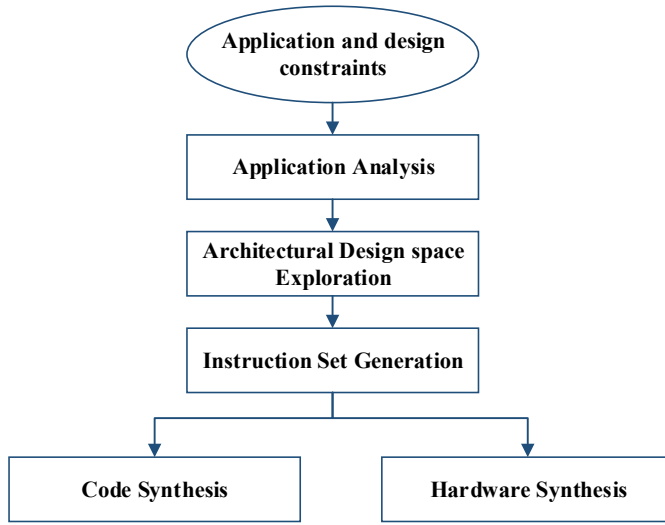 Application and design
constraints
Application Analysis
Architectural Design space
Exploration
Instruction Set Generation
Code Synthesis
Hardware Synthesis